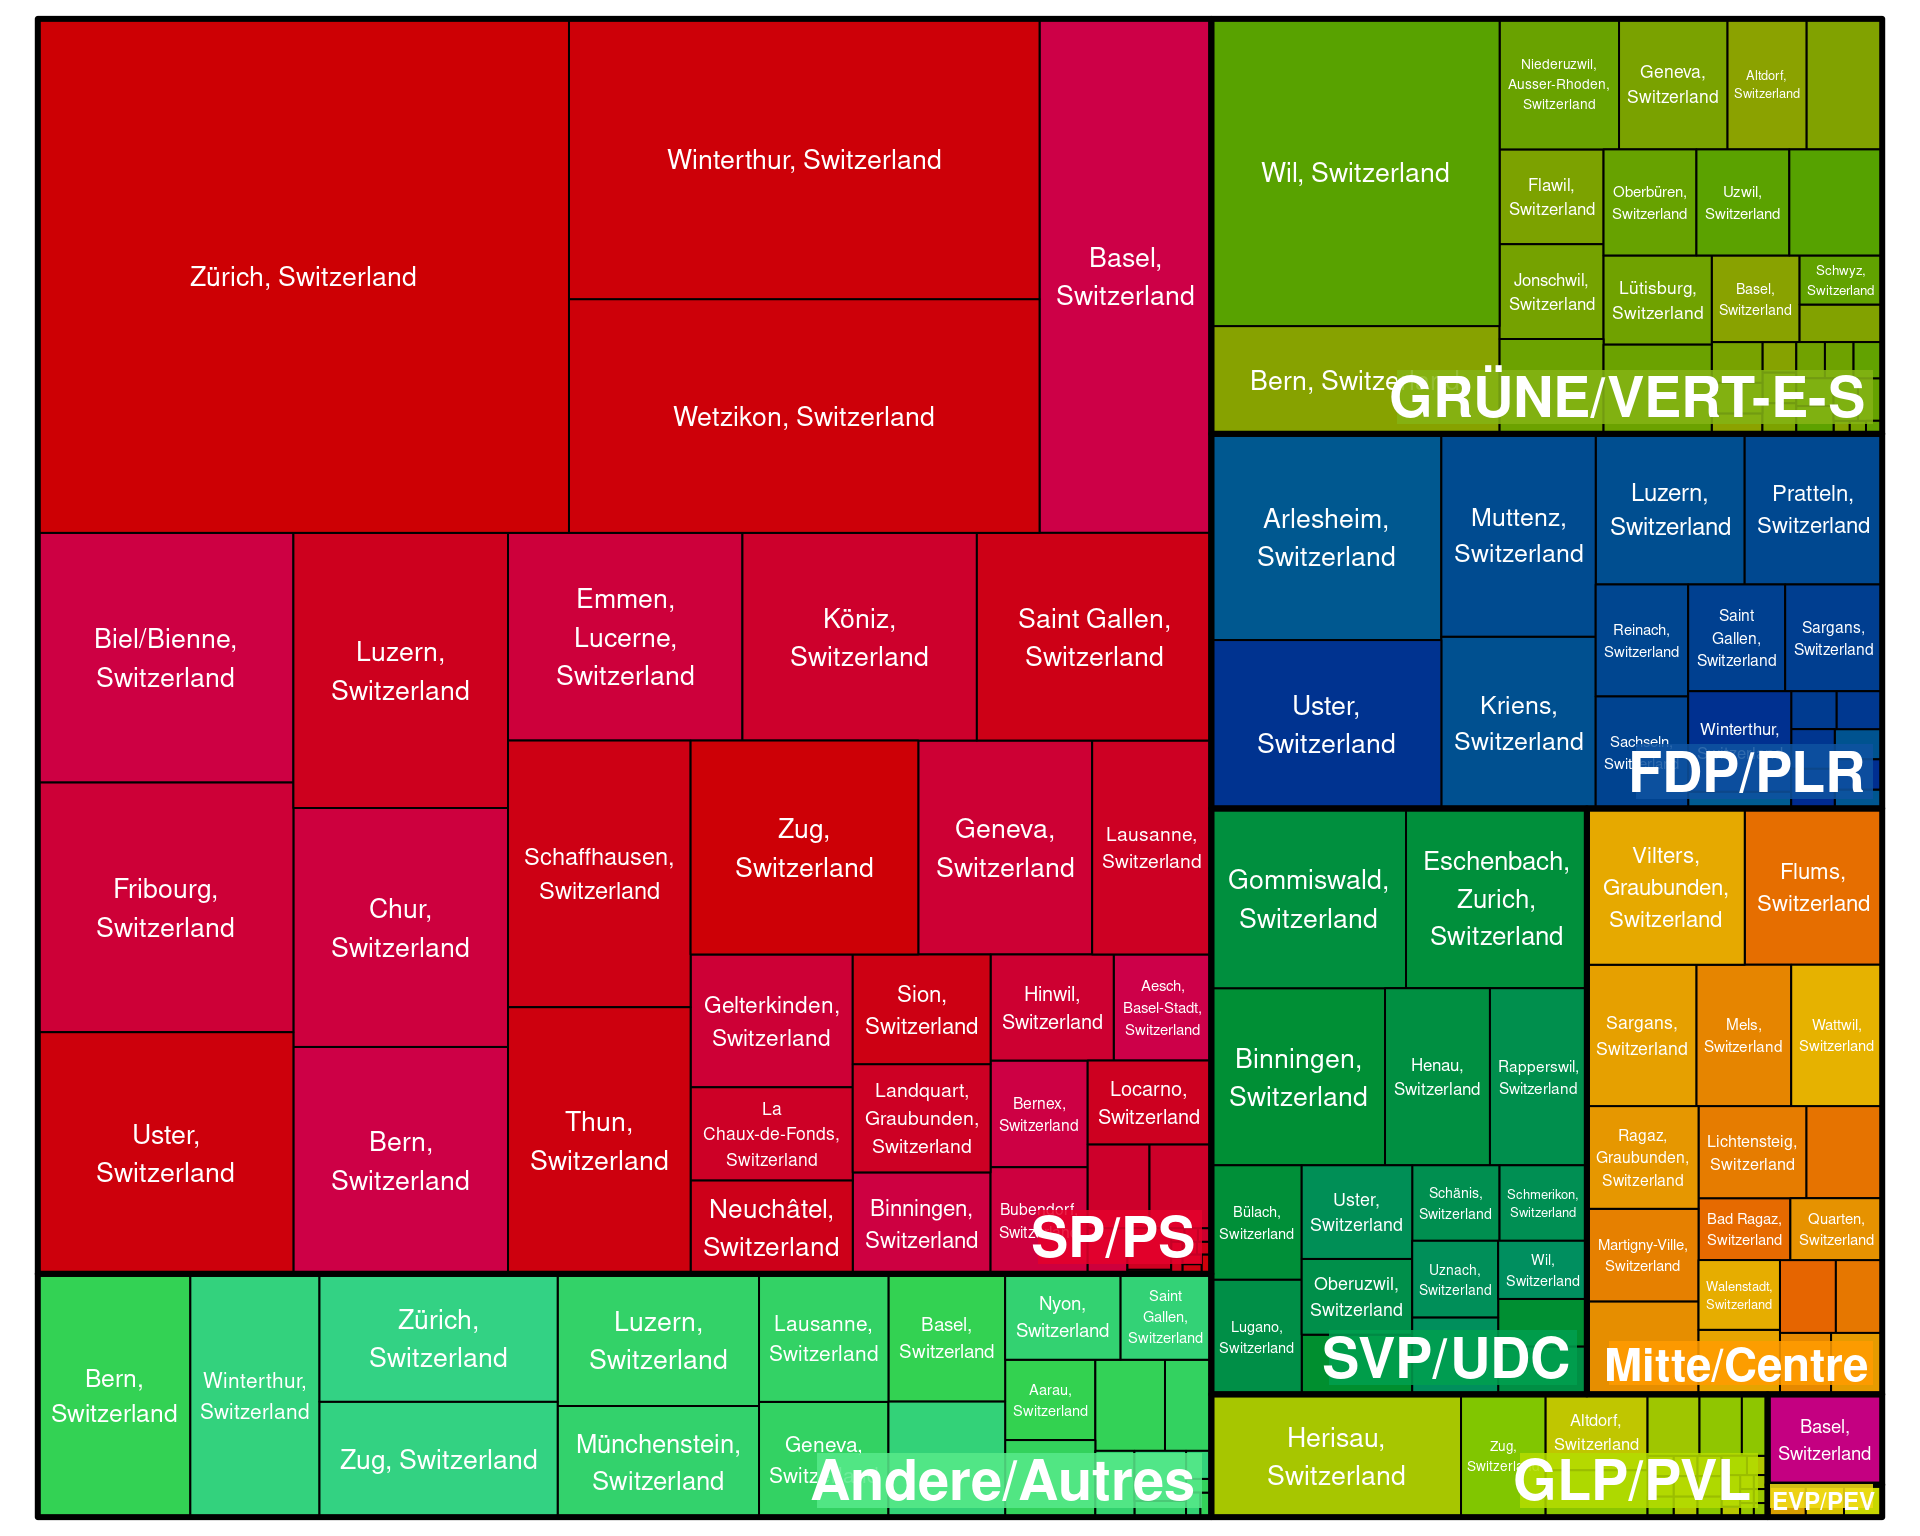 Zürich, Switzerland
Winterthur, Switzerland
Wetzikon, Switzerland
Basel,
Switzerland
Biel/Bienne,
Switzerland
Fribourg,
Switzerland
Uster,
Switzerland
Luzern,
Switzerland
Chur,
Switzerland
Bern,
Switzerland
Emmen,
Lucerne,
Switzerland
Köniz,
Switzerland
Saint Gallen,
Switzerland
Schaffhausen,
Switzerland
Thun,
Switzerland
Zug,
Switzerland
Geneva,
Switzerland
Lausanne,
Switzerland
Gelterkinden,
Switzerland
La
Chaux-de-Fonds,
Switzerland
Neuchâtel,
Switzerland
Sion,
Switzerland
Landquart,
Graubunden,
Switzerland
Binningen,
Switzerland
Hinwil,
Switzerland
Aesch,
Basel-Stadt,
Switzerland
Bernex,
Switzerland
Locarno,
Switzerland
Bubendorf,
SP/PS
Bern,
Switzerland
Winterthur,
Switzerland
Zürich,
Switzerland
Zug, Switzerland
Luzern,
Switzerland
Münchenstein,
Switzerland
Lausanne,
Switzerland
Geneva,
Basel,
Switzerland
Nyon,
Switzerland
Saint
Gallen,
Switzerland
Aarau,
Switzerland
Andere/Autres
Wil, Switzerland
Bern, Switzerland
Niederuzwil,
Ausser-Rhoden,
Switzerland
Geneva,
Switzerland
Altdorf,
Switzerland
Flawil,
Switzerland
Oberbüren,
Switzerland
Uzwil,
Switzerland
Jonschwil,
Switzerland
Lütisburg,
Switzerland
Basel,
Switzerland
Schwyz,
Switzerland
GRÜNE/VERT-E-S
Arlesheim,
Switzerland
Uster,
Switzerland
Muttenz,
Switzerland
Kriens,
Switzerland
Luzern,
Switzerland
Pratteln,
Switzerland
Reinach,
Switzerland
Saint
Gallen,
Switzerland
Sargans,
Switzerland
Sachseln,
Winterthur,
Switzerland
FDP/PLR
Gommiswald,
Switzerland
Eschenbach,
Zurich,
Switzerland
Binningen,
Switzerland
Henau,
Switzerland
Rapperswil,
Switzerland
Bülach,
Switzerland
Lugano,
Switzerland
Uster,
Switzerland
Oberuzwil,
Switzerland
Schänis,
Switzerland
Schmerikon,
Switzerland
Uznach,
Switzerland
Wil,
Switzerland
SVP/UDC
Vilters,
Graubunden,
Switzerland
Flums,
Switzerland
Sargans,
Switzerland
Mels,
Switzerland
Wattwil,
Switzerland
Ragaz,
Graubunden,
Switzerland
Lichtensteig,
Switzerland
Martigny-Ville,
Switzerland
Bad Ragaz,
Switzerland
Quarten,
Switzerland
Walenstadt,
Switzerland
Mitte/Centre
Herisau,
Switzerland
Zug,
Altdorf,
Switzerland
GLP/PVL
Basel,
Switzerland
EVP/PEV